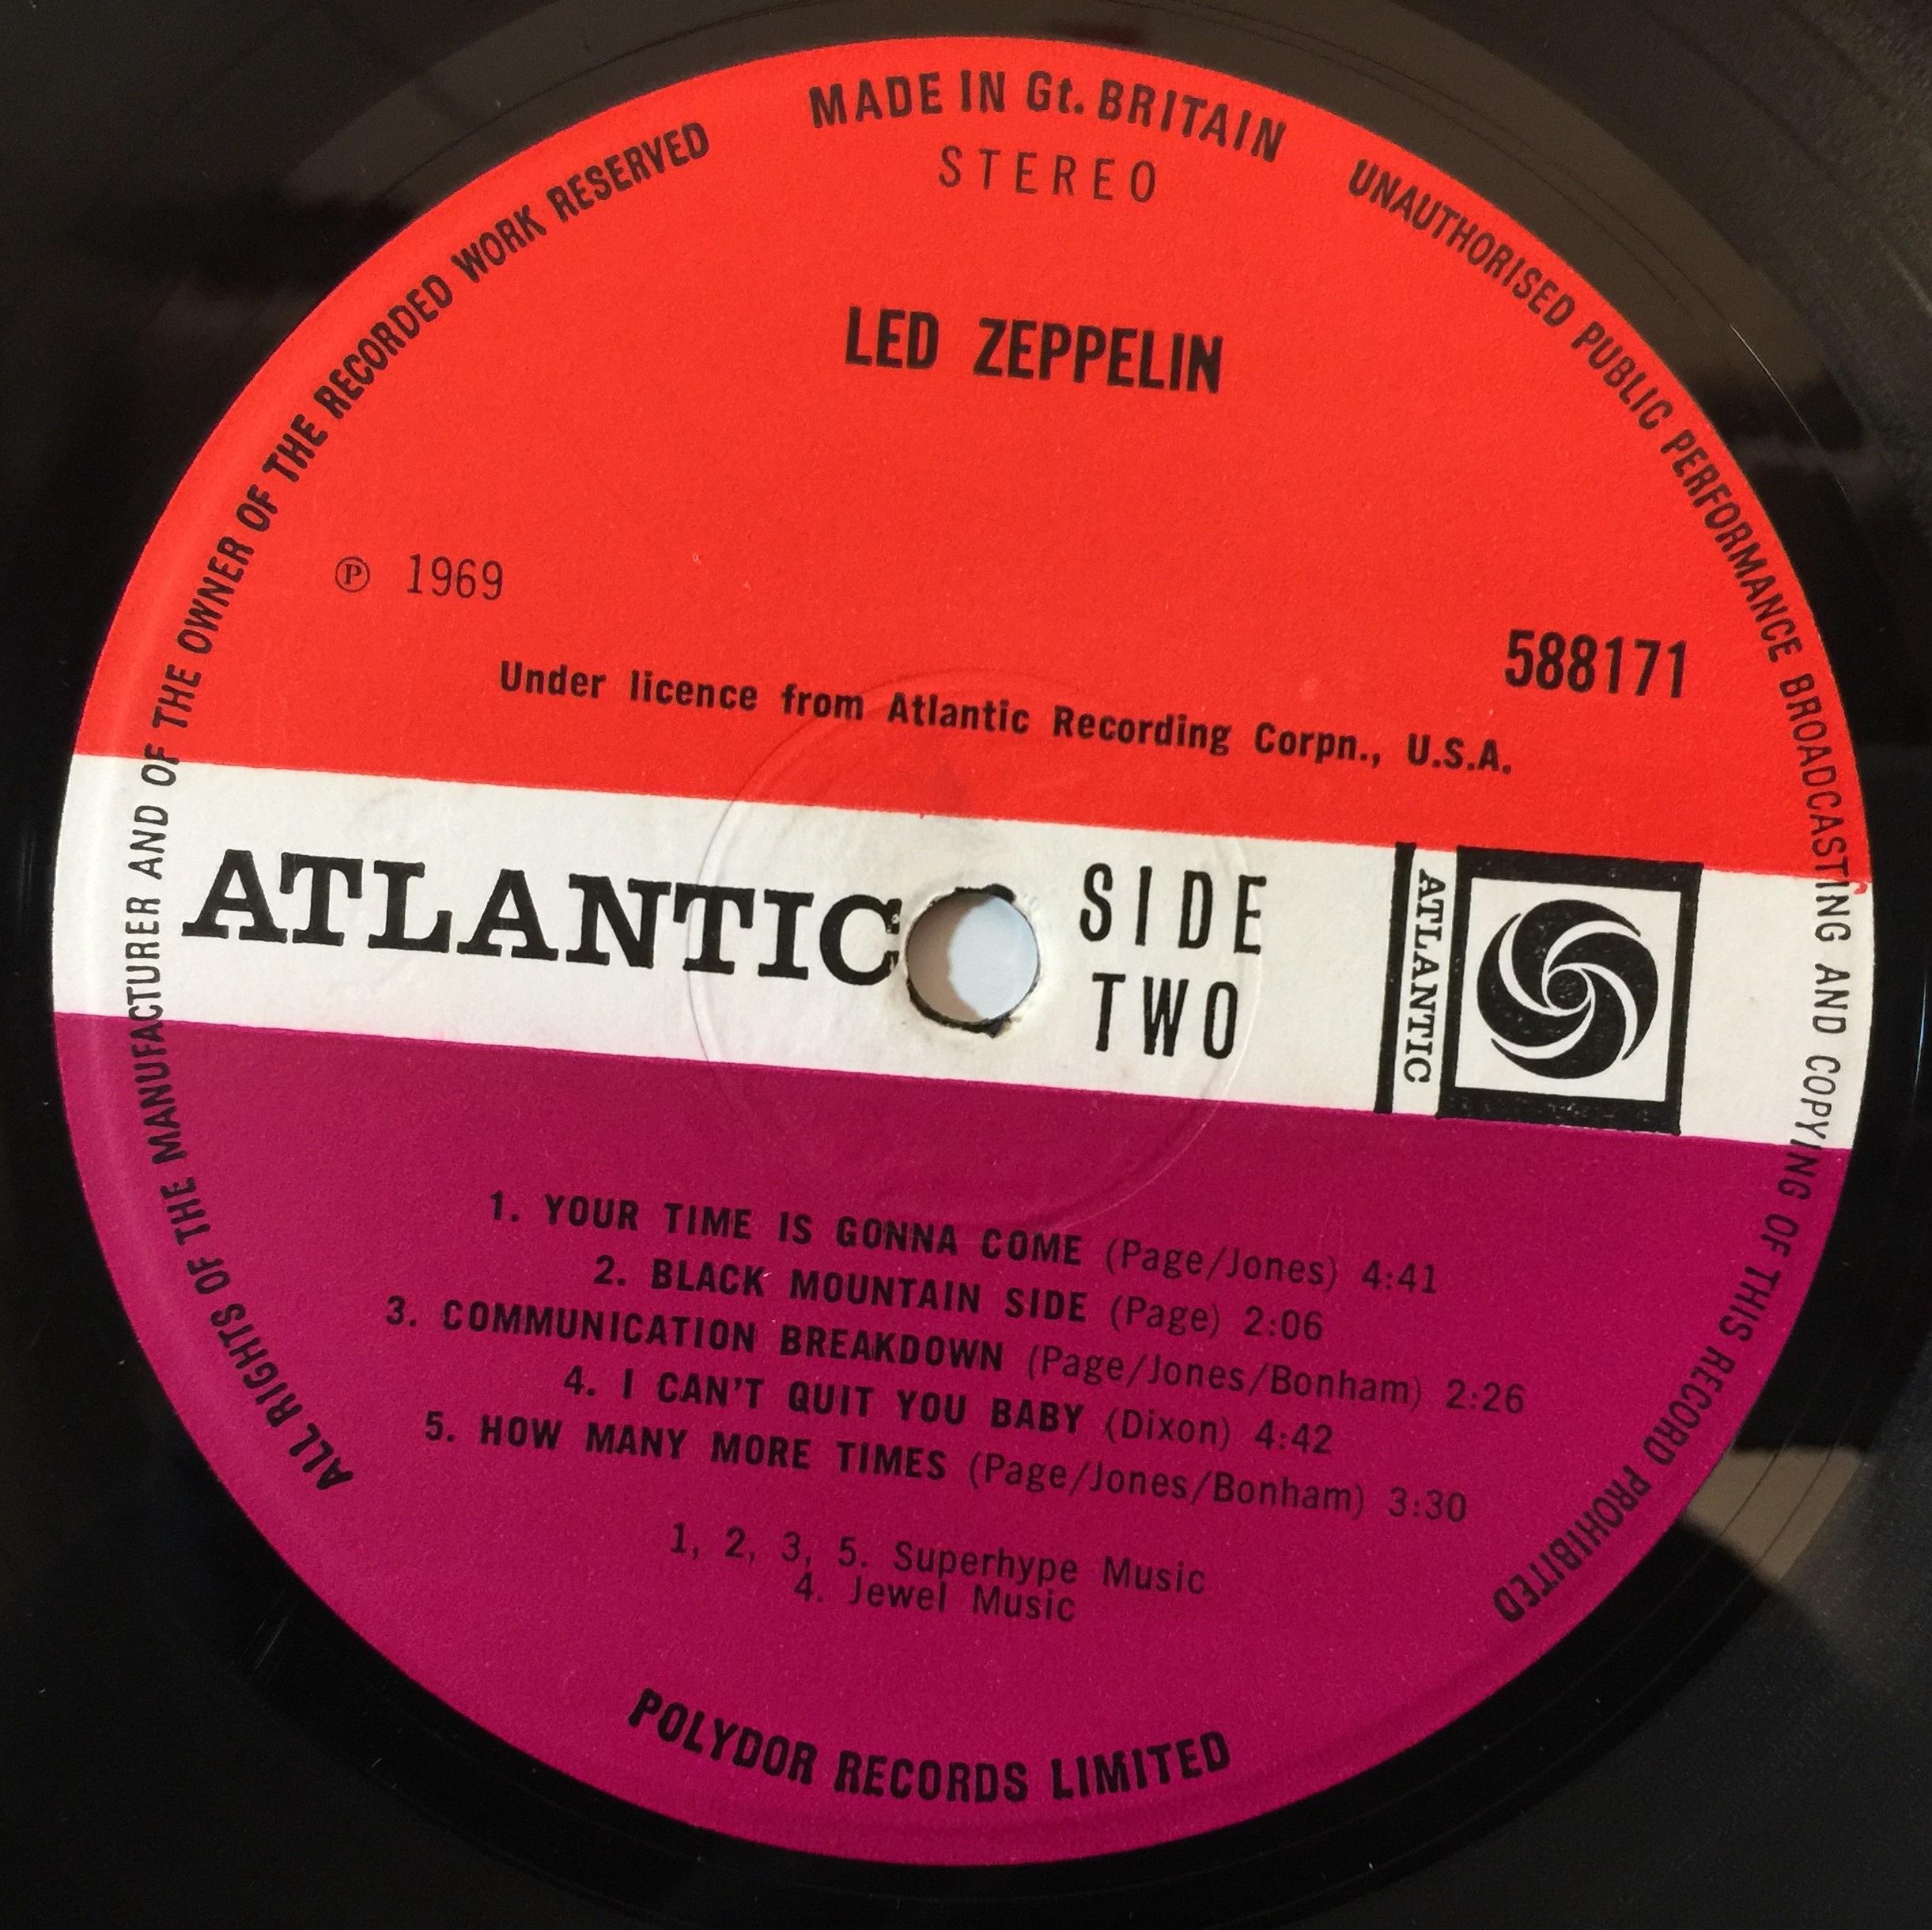 MADE IN Gt. BRITAIN
UNAUTHORISED PUBLIC PERFORMANCE BROADCASTING AND COPYING OF THIS RECORD PROHIBITED
ALL RIGHTS OF THE MANUFACTURER AND OF THE OWNER OF THE RECORDED WORK RESERVED
STEREO
LED ZEPPELIN
℗ 1969
588171
Under licence from Atlantic Recording Corpn., U.S.A.
ATLANTIC
SIDE
TWO
ATLANTIC
1. YOUR TIME IS GONNA COME (Page/Jones) 4:41
2. BLACK MOUNTAIN SIDE (Page) 2:06
3. COMMUNICATION BREAKDOWN (Page/Jones/Bonham) 2:26
4. I CAN'T QUIT YOU BABY (Dixon) 4:42
5. HOW MANY MORE TIMES (Page/Jones/Bonham) 3:30
1, 2, 3, 5. Superhype Music
4. Jewel Music
POLYDOR RECORDS LIMITED